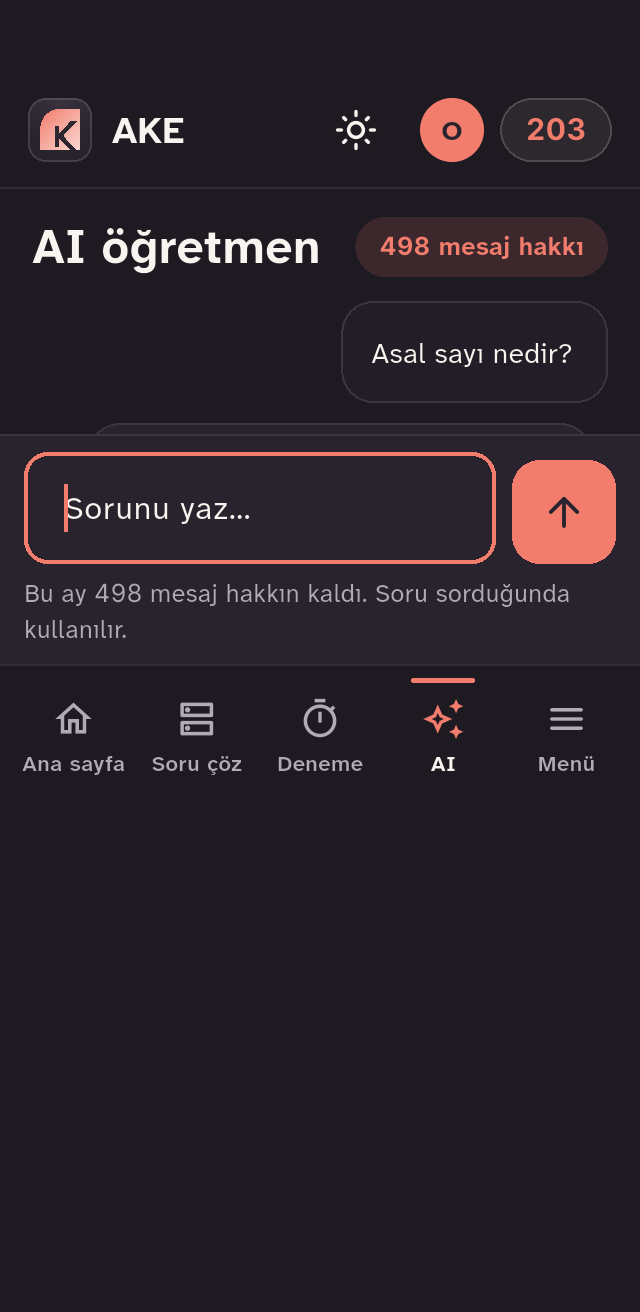 AKE
O
203
AI öğretmen
498 mesaj hakkı
Asal sayı nedir?
Sorunu yaz...
Bu ay 498 mesaj hakkın kaldı. Soru sorduğunda
kullanılır.
Ana sayfa
Soru çöz
Deneme
AI
Menü